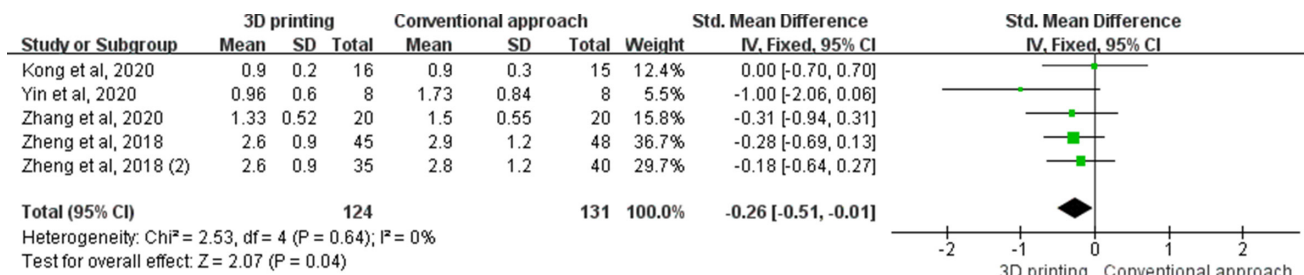 3D printing Conventional approach Std. Mean Difference Std. Mean Difference
Study or Subgroup Mean SD Total Mean SD Total Weight IV, Fixed, 95% CI IV, Fixed, 95% CI
Kong et al, 2020 0.9 0.2 16 0.9 0.3 15 12.4% 0.00 [-0.70, 0.70]
Yin et al, 2020 0.96 0.6 8 1.73 0.84 8 5.5% -1.00 [-2.06, 0.06]
Zhang et al, 2020 1.33 0.52 20 1.5 0.55 20 15.8% -0.31 [-0.94, 0.31]
Zheng et al, 2018 2.6 0.9 45 2.9 1.2 48 36.7% -0.28 [-0.69, 0.13]
Zheng et al, 2018 (2) 2.6 0.9 35 2.8 1.2 40 29.7% -0.18 [-0.64, 0.27]
Total (95% CI) 124 131 100.0% -0.26 [-0.51, -0.01]
Heterogeneity: Chi² = 2.53, df = 4 (P = 0.64); I² = 0%
Test for overall effect: Z = 2.07 (P = 0.04)
-2 -1 0 1 2
3D printing Conventional approach